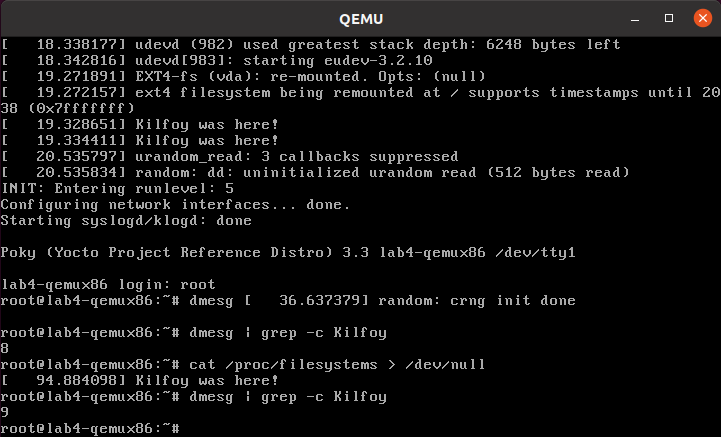 QEMU
[   18.338177] udevd (982) used greatest stack depth: 6248 bytes left
[   18.342816] udevd[983]: starting eudev-3.2.10
[   19.271891] EXT4-fs (vda): re-mounted. Opts: (null)
[   19.272157] ext4 filesystem being remounted at / supports timestamps until 20
38 (0x7fffffff)
[   19.328651] Kilfoy was here!
[   19.334411] Kilfoy was here!
[   20.535797] urandom_read: 3 callbacks suppressed
[   20.535834] random: dd: uninitialized urandom read (512 bytes read)
INIT: Entering runlevel: 5
Configuring network interfaces... done.
Starting syslogd/klogd: done
Poky (Yocto Project Reference Distro) 3.3 lab4-qemux86 /dev/tty1
lab4-qemux86 login: root
root@lab4-qemux86:~# dmesg [   36.637379] random: crng init done
root@lab4-qemux86:~# dmesg | grep -c Kilfoy
8
root@lab4-qemux86:~# cat /proc/filesystems > /dev/null
[   94.884098] Kilfoy was here!
root@lab4-qemux86:~# dmesg | grep -c Kilfoy
9
root@lab4-qemux86:~#